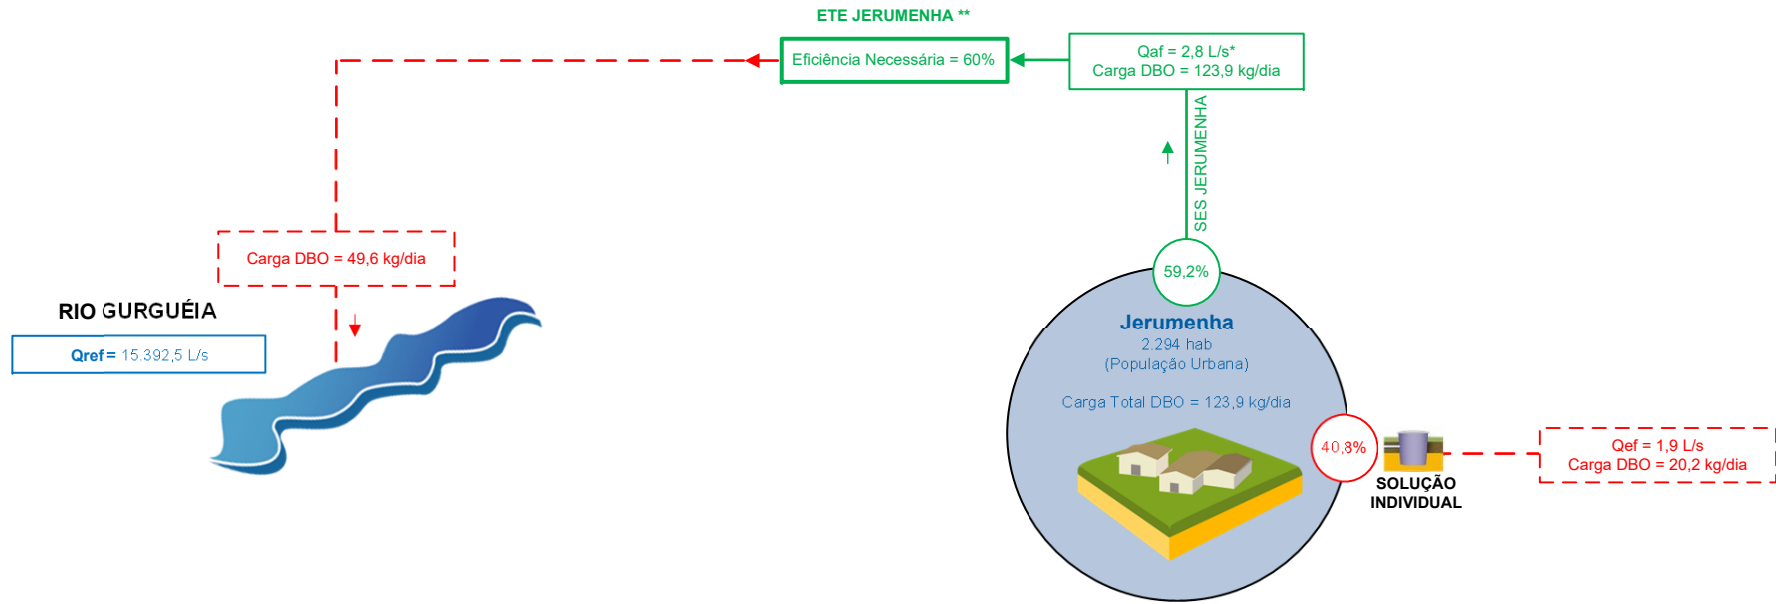 ETE JERUMENHA **
Eficiência Necessária = 60%
Qaf = 2,8 L/s*
Carga DBO = 123,9 kg/dia
SES JERUMENHA
Carga DBO = 49,6 kg/dia
RIO GURGUÉIA
Qref = 15.392,5 L/s
59,2%
Jerumenha
2.294 hab
(População Urbana)
Carga Total DBO = 123,9 kg/dia
40,8%
SOLUÇÃO
INDIVIDUAL
Qef = 1,9 L/s
Carga DBO = 20,2 kg/dia